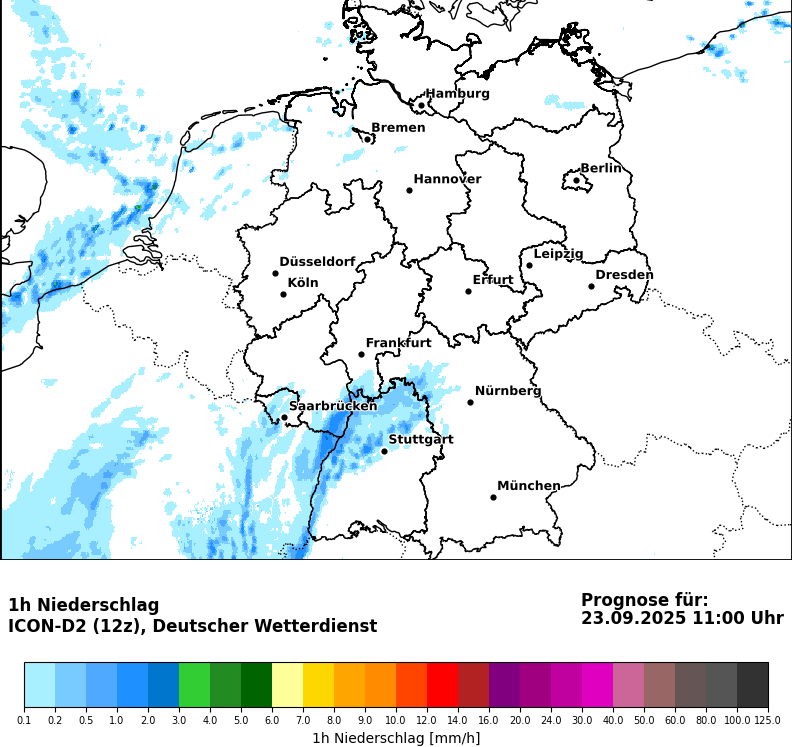 Hamburg
Bremen
Berlin
Hannover
Düsseldorf
Leipzig
Köln
Erfurt
Dresden
Frankfurt
Nürnberg
Saarbrücken
Stuttgart
München
1h Niederschlag
ICON-D2 (12z), Deutscher Wetterdienst
Prognose für:
23.09.2025 11:00 Uhr
0.1 0.2 0.5 1.0 2.0 3.0 4.0 5.0 6.0 7.0 8.0 9.0 10.0 12.0 14.0 16.0 20.0 24.0 30.0 40.0 50.0 60.0 80.0 100.0 125.0
1h Niederschlag [mm/h]